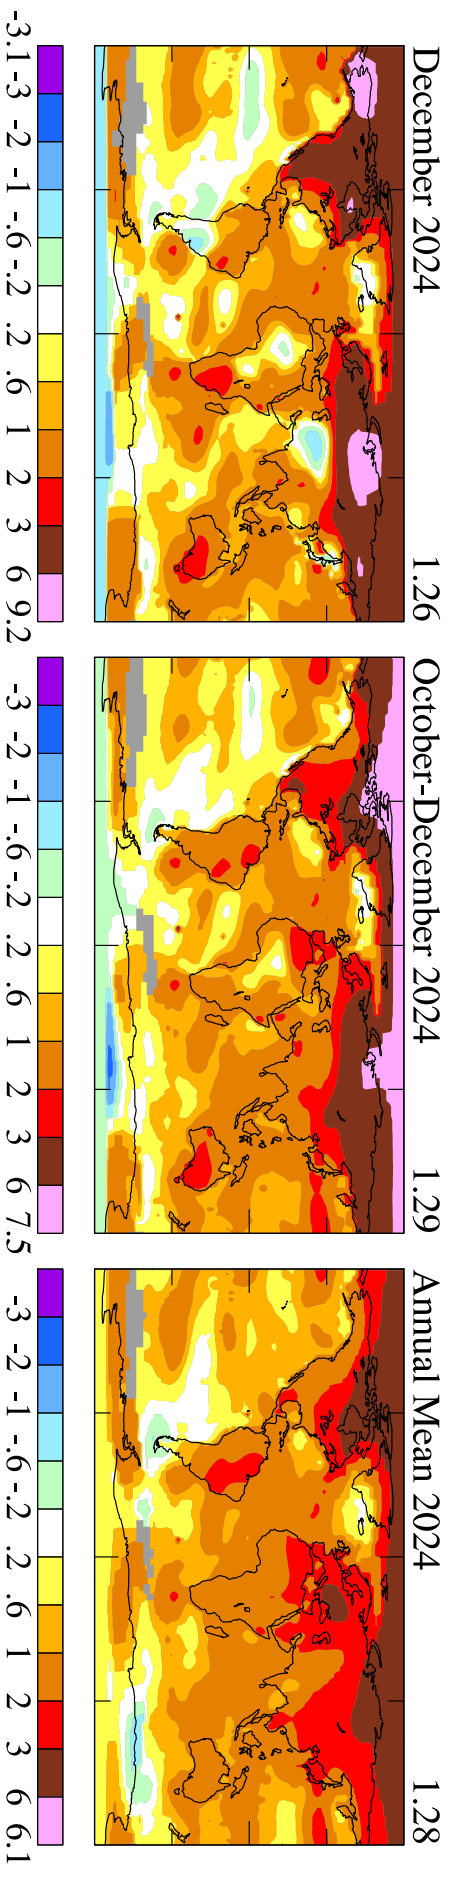 December 2024 1.26
-3.1 -3 -2 -1 -.6 -.2 .2 .6 1 2 3 6 9.2
October-December 2024 1.29
-3 -2 -1 -.6 -.2 .2 .6 1 2 3 6 7.5
Annual Mean 2024 1.28
-3 -2 -1 -.6 -.2 .2 .6 1 2 3 6 6.1